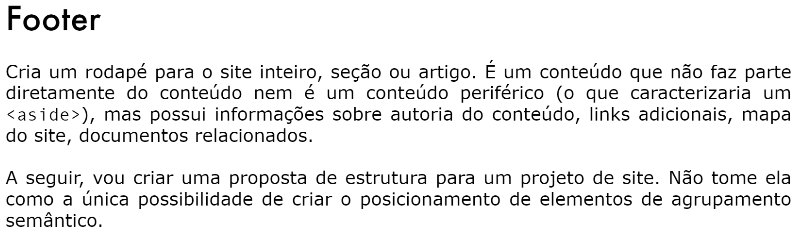 Footer
Cria um rodapé para o site inteiro, seção ou artigo. É um conteúdo que não faz parte
diretamente do conteúdo nem é um conteúdo periférico (o que caracterizaria um
<aside>), mas possui informações sobre autoria do conteúdo, links adicionais, mapa
do site, documentos relacionados.
A seguir, vou criar uma proposta de estrutura para um projeto de site. Não tome ela
como a única possibilidade de criar o posicionamento de elementos de agrupamento
semântico.